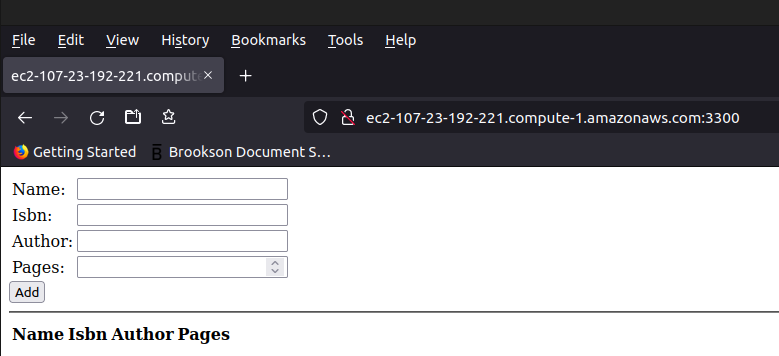 File Edit View History Bookmarks Tools Help
ec2-107-23-192-221.comput
ec2-107-23-192-221.compute-1.amazonaws.com:3300
Getting Started Brookson Document S…
Name:
Isbn:
Author:
Pages:
Add
Name Isbn Author Pages